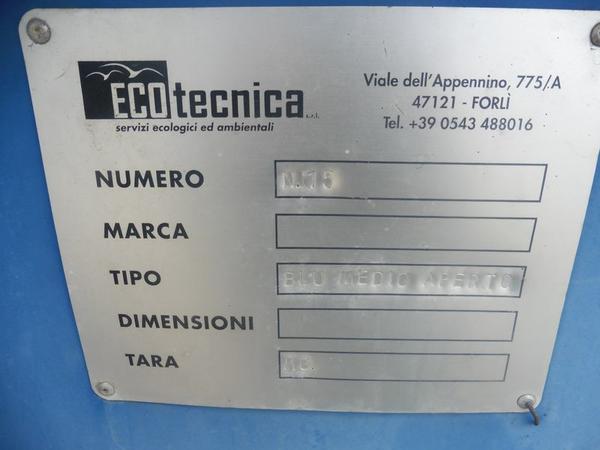 ECOtecnica s.r.l.
servizi ecologici ed ambientali
Viale dell'Appennino, 775/A
47121 - FORLÌ
Tel. +39 0543 488016
NUMERO
MARCA
TIPO BLU MEDIO APERTO
DIMENSIONI
TARA